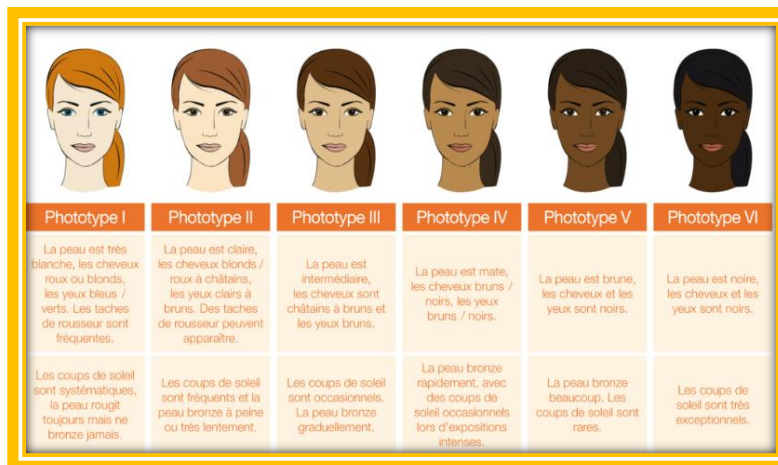 Phototype I
Phototype II
Phototype III
Phototype IV
Phototype V
Phototype VI
La peau est très
blanche, les cheveux
roux ou blonds,
les yeux bleus /
verts. Les taches
de rousseur sont
fréquentes.
La peau est claire,
les cheveux blonds /
roux à châtains,
les yeux clairs à
bruns. Des taches
de rousseur peuvent
apparaître.
La peau est
intermédiaire,
les cheveux sont
châtains à bruns et
les yeux bruns.
La peau est mate,
les cheveux bruns /
noirs, les yeux
bruns / noirs.
La peau est brune,
les cheveux et les
yeux sont noirs.
La peau est noire,
les cheveux et les
yeux sont noirs.
Les coups de soleil
sont systématiques,
la peau rougit
toujours mais ne
bronze jamais.
Les coups de soleil
sont fréquents et la
peau bronze à peine
ou très lentement.
Les coups de soleil
sont occasionnels.
La peau bronze
graduellement.
La peau bronze
rapidement, avec
des coups de
soleil occasionnels
lors d'expositions
intenses.
La peau bronze
beaucoup. Les
coups de soleil sont
rares.
Les coups de
soleil sont très
exceptionnels.